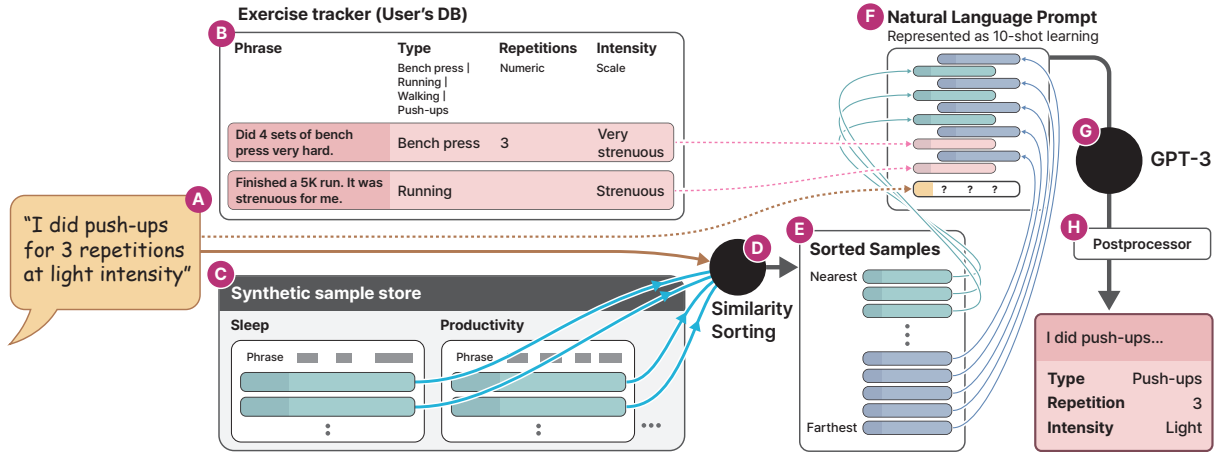 Exercise tracker (User's DB)
B
Phrase
Type
Repetitions
Intensity
Bench press |
Running |
Walking |
Push-ups
Numeric
Scale
Did 4 sets of bench
press very hard.
Bench press
3
Very
strenuous
Finished a 5K run. It was
strenuous for me.
Running
Strenuous
A
"I did push-ups
for 3 repetitions
at light intensity"
C
Synthetic sample store
Sleep
Phrase
Productivity
Phrase
D
Similarity
Sorting
E
Sorted Samples
Nearest
Farthest
F
Natural Language Prompt
Represented as 10-shot learning
? ? ?
G
GPT-3
H
Postprocessor
I did push-ups...
Type Push-ups
Repetition 3
Intensity Light